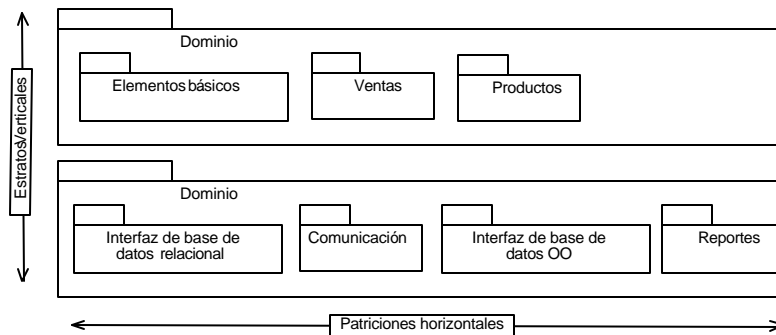 Dominio
Elementos básicos
Ventas
Productos
Estratos Verticales
Dominio
Interfaz de base de
datos relacional
Comunicación
Interfaz de base de
datos OO
Reportes
Patriciones horizontales